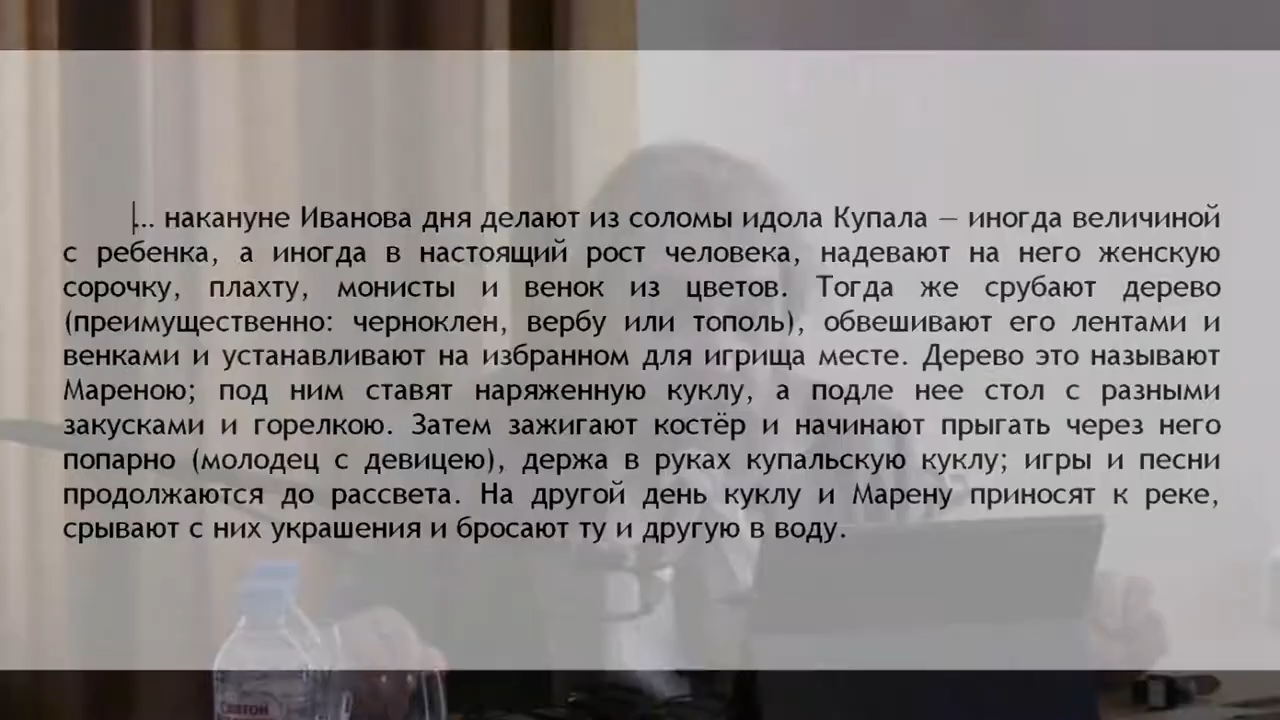 ... накануне Иванова дня делают из соломы идола Купала – иногда величиной
с ребенка, а иногда в настоящий рост человека, надевают на него женскую
сорочку, плахту, монисты и венок из цветов. Тогда же срубают дерево
(преимущественно: черноклен, вербу или тополь), обвешивают его лентами и
венками и устанавливают на избранном для игрища месте. Дерево это называют
Мареною; под ним ставят наряженную куклу, а подле нее стол с разными
закусками и горелкою. Затем зажигают костёр и начинают прыгать через него
попарно (молодец с девицею), держа в руках купальскую куклу; игры и песни
продолжаются до рассвета. На другой день куклу и Марену приносят к реке,
срывают с них украшения и бросают ту и другую в воду.